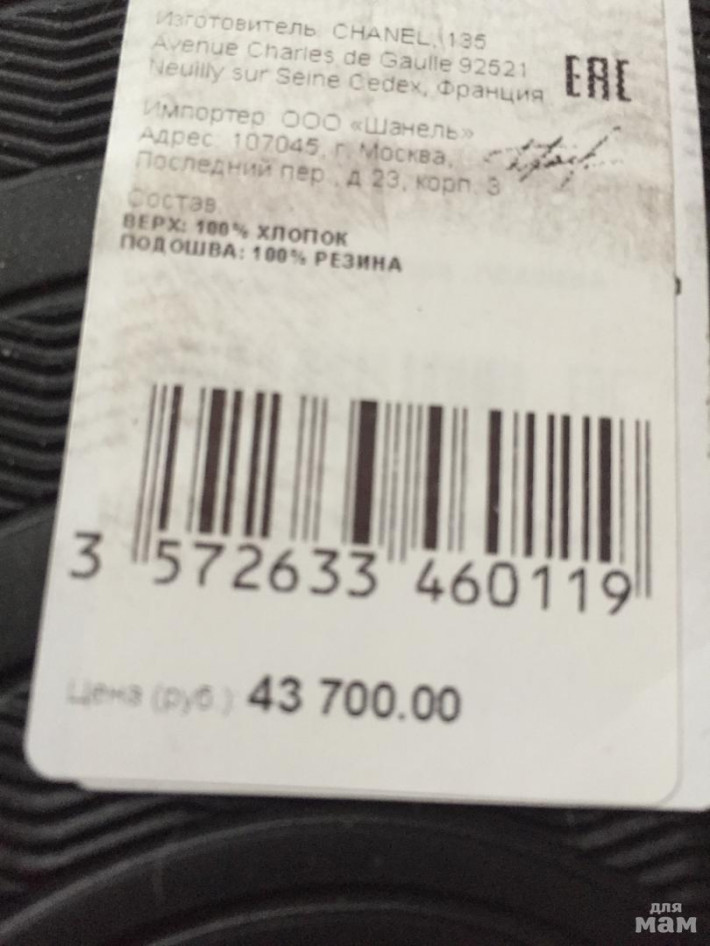 Изготовитель: CHANEL, 135
Avenue Charles de Gaulle 92521
Neuilly sur Seine Cedex, Франция
EAC
Импортер: ООО «Шанель»
Адрес: 107045, г. Москва,
Последний пер., д 23, корп. 3
Состав:
ВЕРХ: 100% ХЛОПОК
ПОДОШВА: 100% РЕЗИНА
3 572633 460119
Цена (руб.) 43 700.00
для
мам